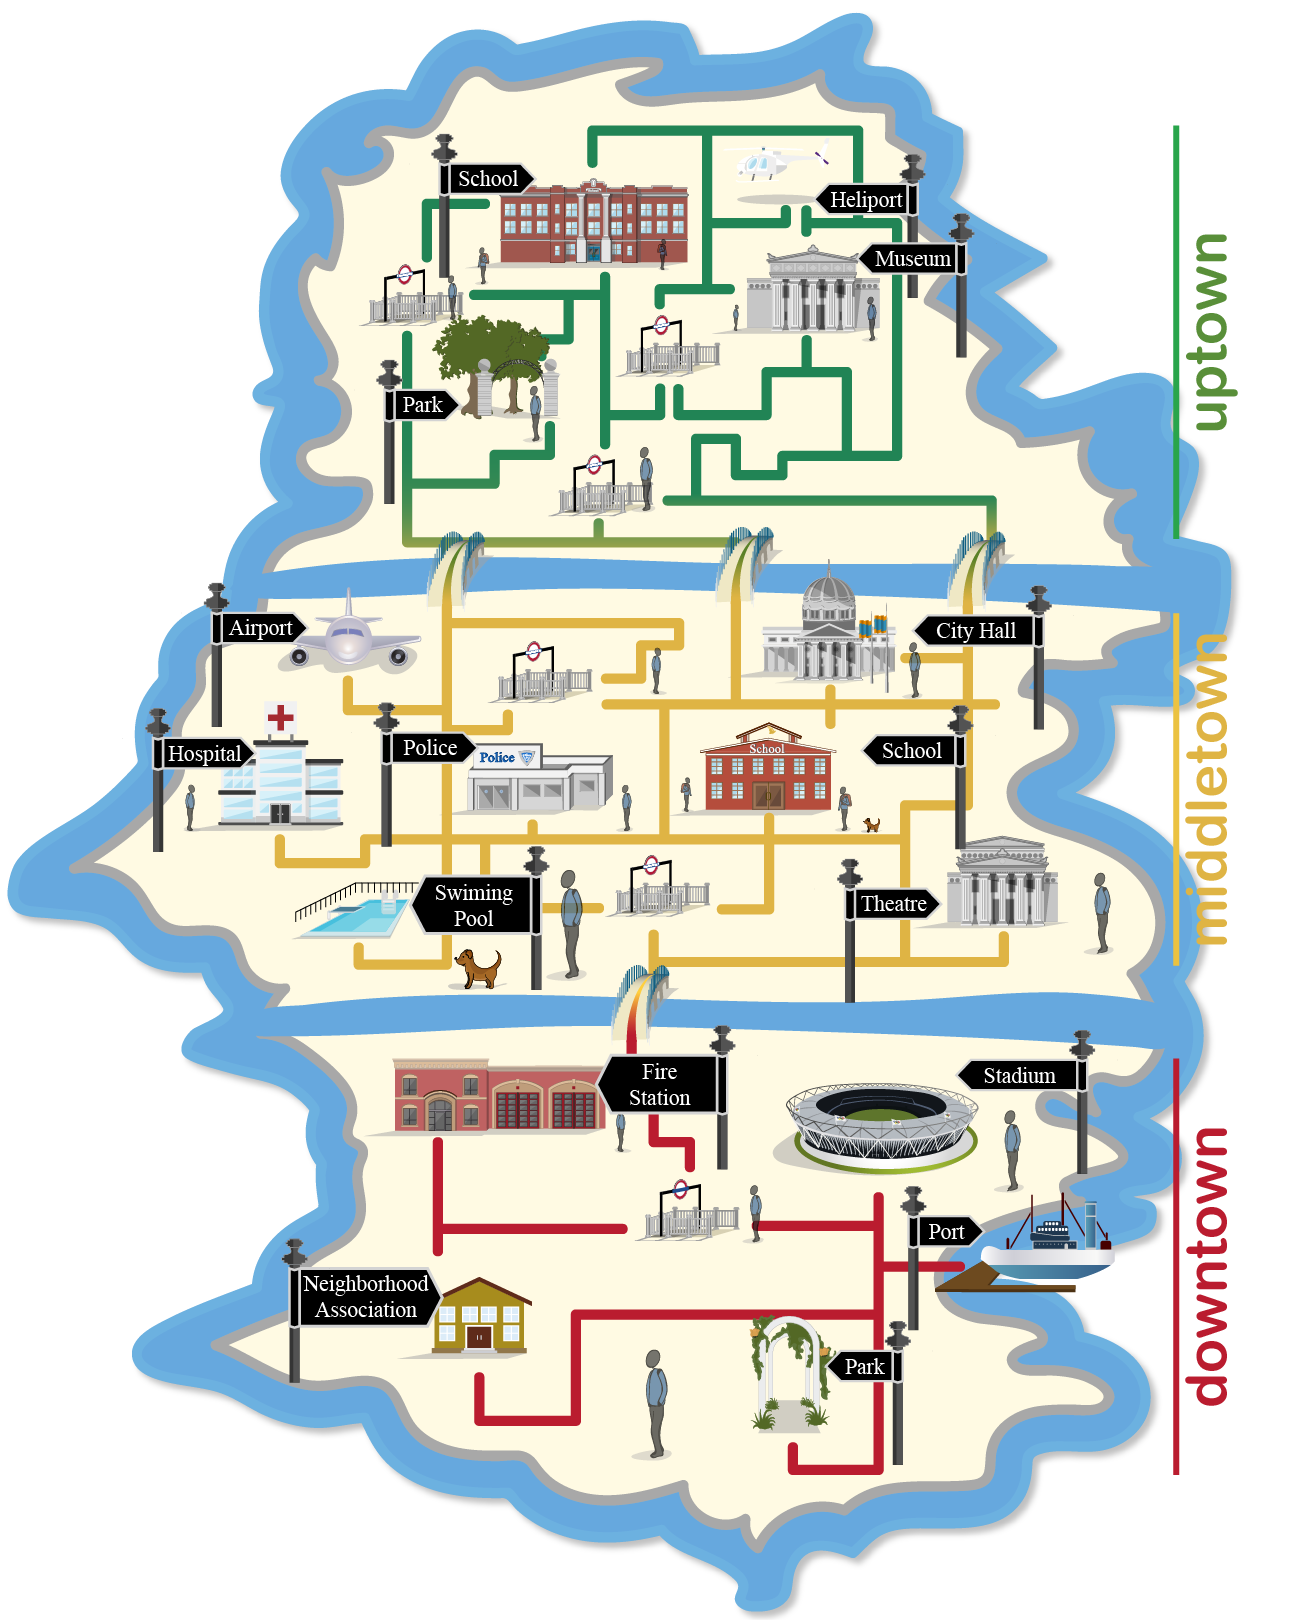 School
Heliport
Museum
Park
uptown
Airport
City Hall
Hospital
Police
Police
School
School
Swiming
Pool
Theatre
middletown
Fire
Station
Stadium
Port
Neighborhood
Association
Park
downtown